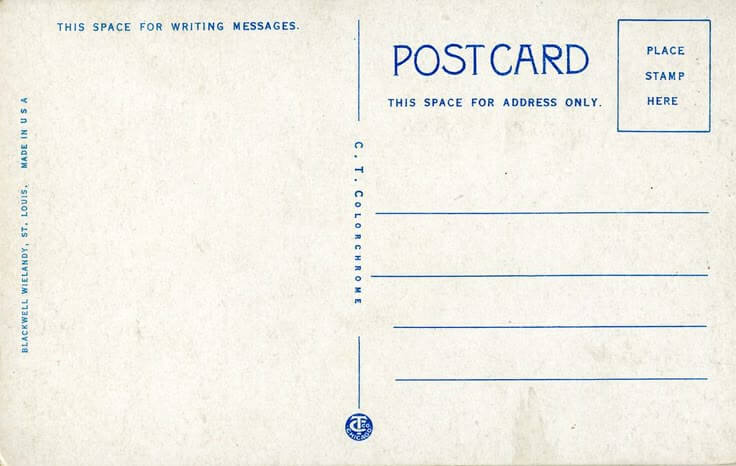 THIS SPACE FOR WRITING MESSAGES.
BLACKWELL WIELANDY, ST. LOUIS. MADE IN U S A
C. T. COLORCHROME
CT CO. CHICAGO
POSTCARD
THIS SPACE FOR ADDRESS ONLY.
PLACE
STAMP
HERE